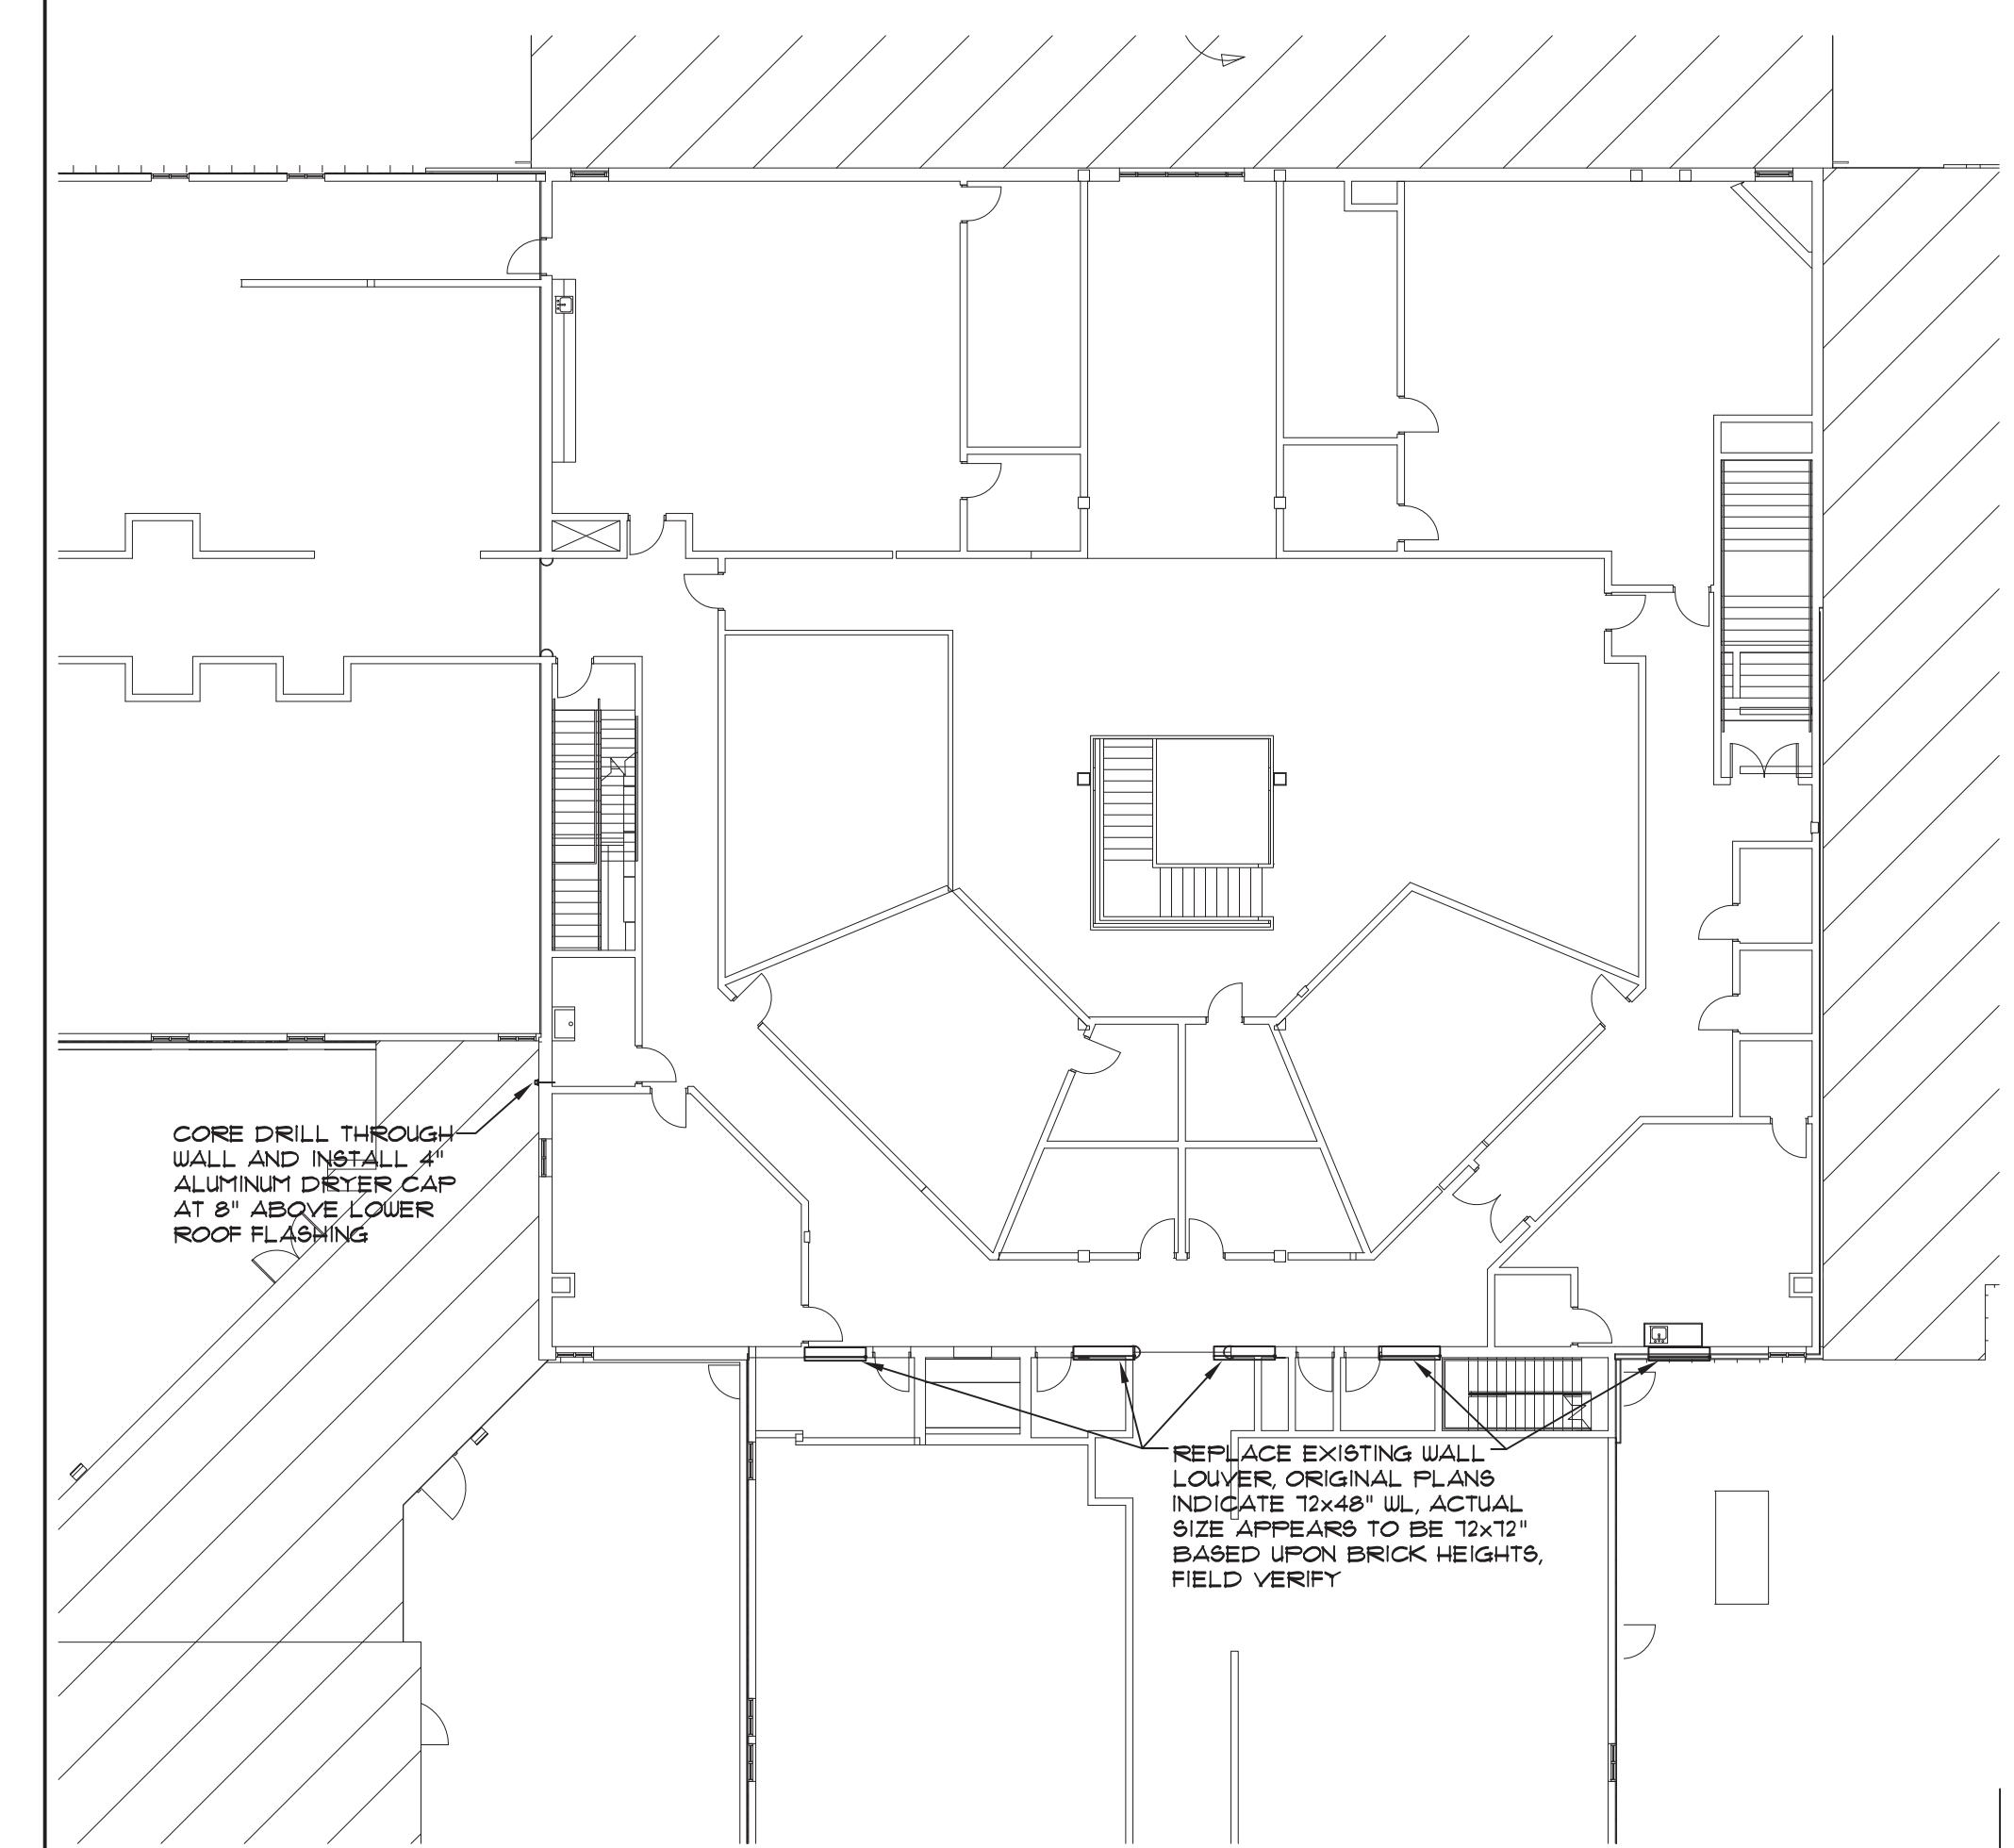 CORE DRILL THROUGH
WALL AND INSTALL 4"
ALUMINUM DRYER CAP
AT 8" ABOVE LOWER
ROOF FLASHING
REPLACE EXISTING WALL
LOUVER, ORIGINAL PLANS
INDICATE 72x48" WL, ACTUAL
SIZE APPEARS TO BE 72x72"
BASED UPON BRICK HEIGHTS,
FIELD VERIFY